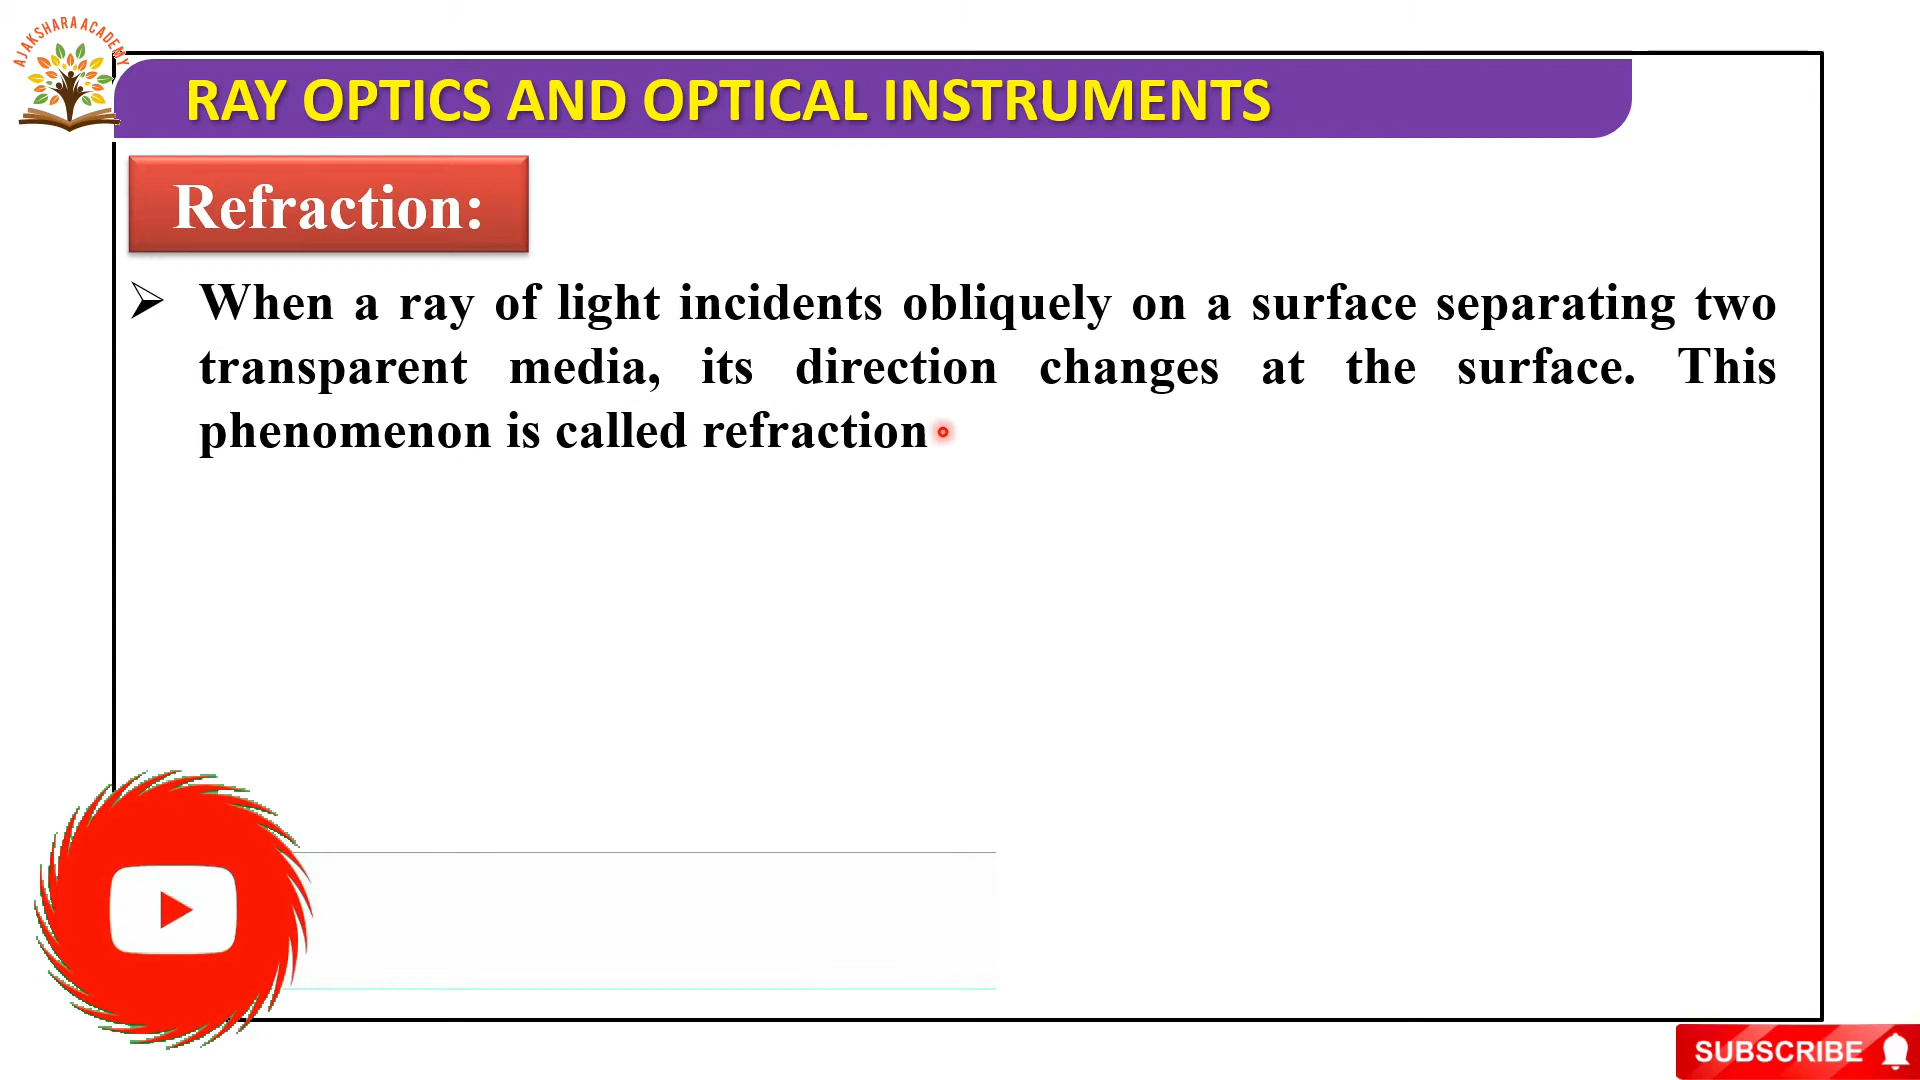 AJAKSHARA ACADEMY
RAY OPTICS AND OPTICAL INSTRUMENTS
Refraction:
➢ When a ray of light incidents obliquely on a surface separating two
transparent media, its direction changes at the surface. This
phenomenon is called refraction
SUBSCRIBE